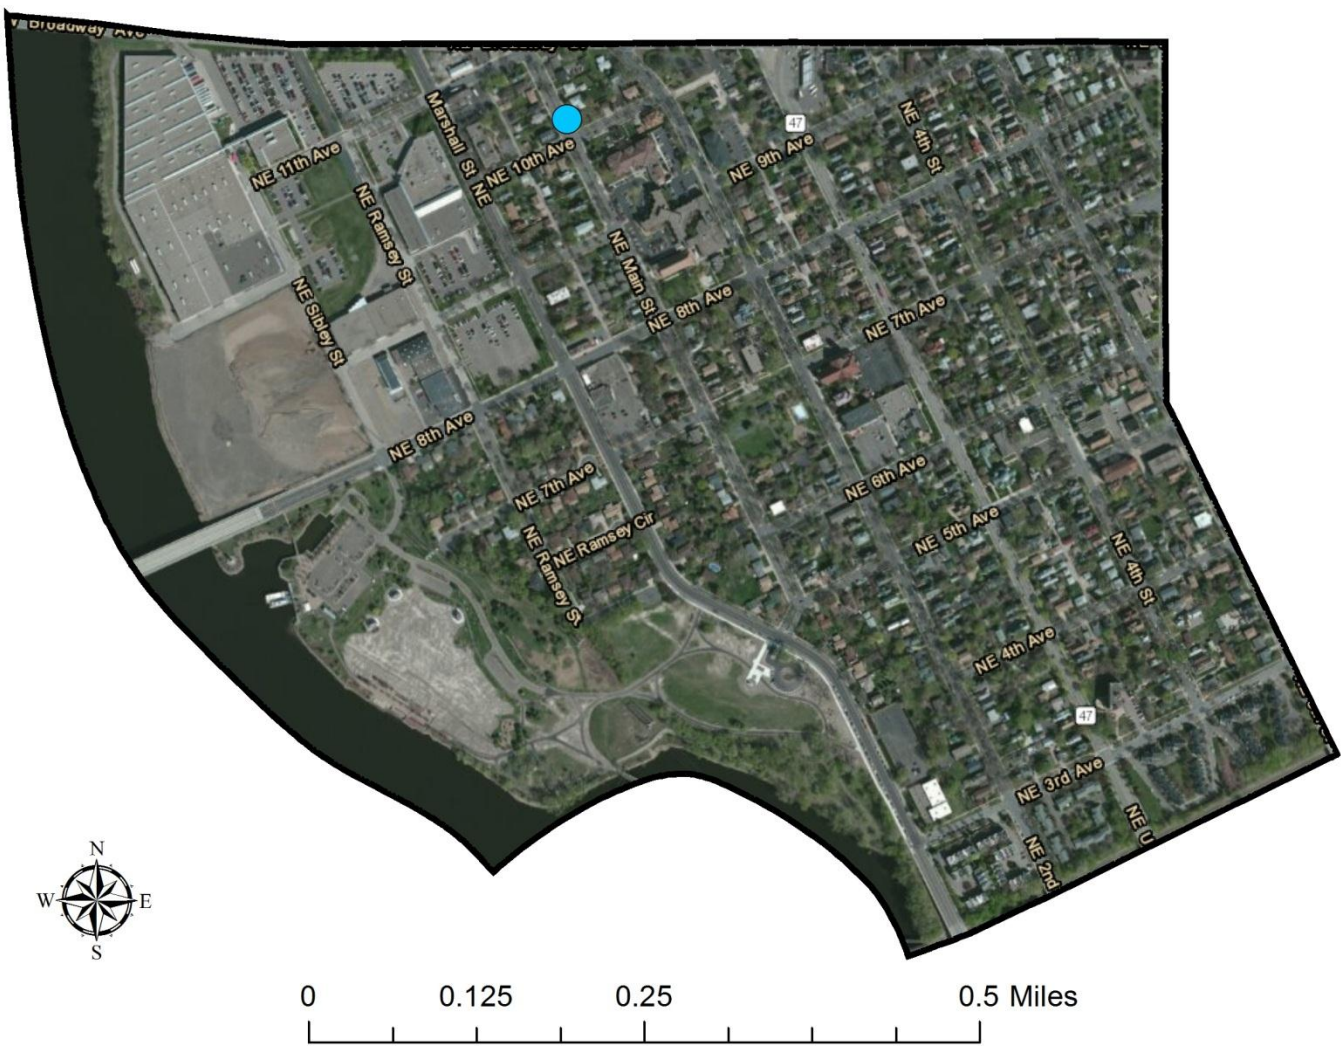 Broadway Ave
Marshall St NE
47
NE 4th St
NE 11th Ave
NE 10th Ave
NE 9th Ave
NE Ramsey St
NE Main St
NE Sibley St
NE 8th Ave
NE 7th Ave
NE 8th Ave
NE 7th Ave
NE 6th Ave
NE Ramsey Cir
NE 5th Ave
NE Ramsey St
NE 4th St
NE 4th Ave
47
NE 3rd Ave
NE U
NE 2nd
N
W E
S
0 0.125 0.25 0.5 Miles